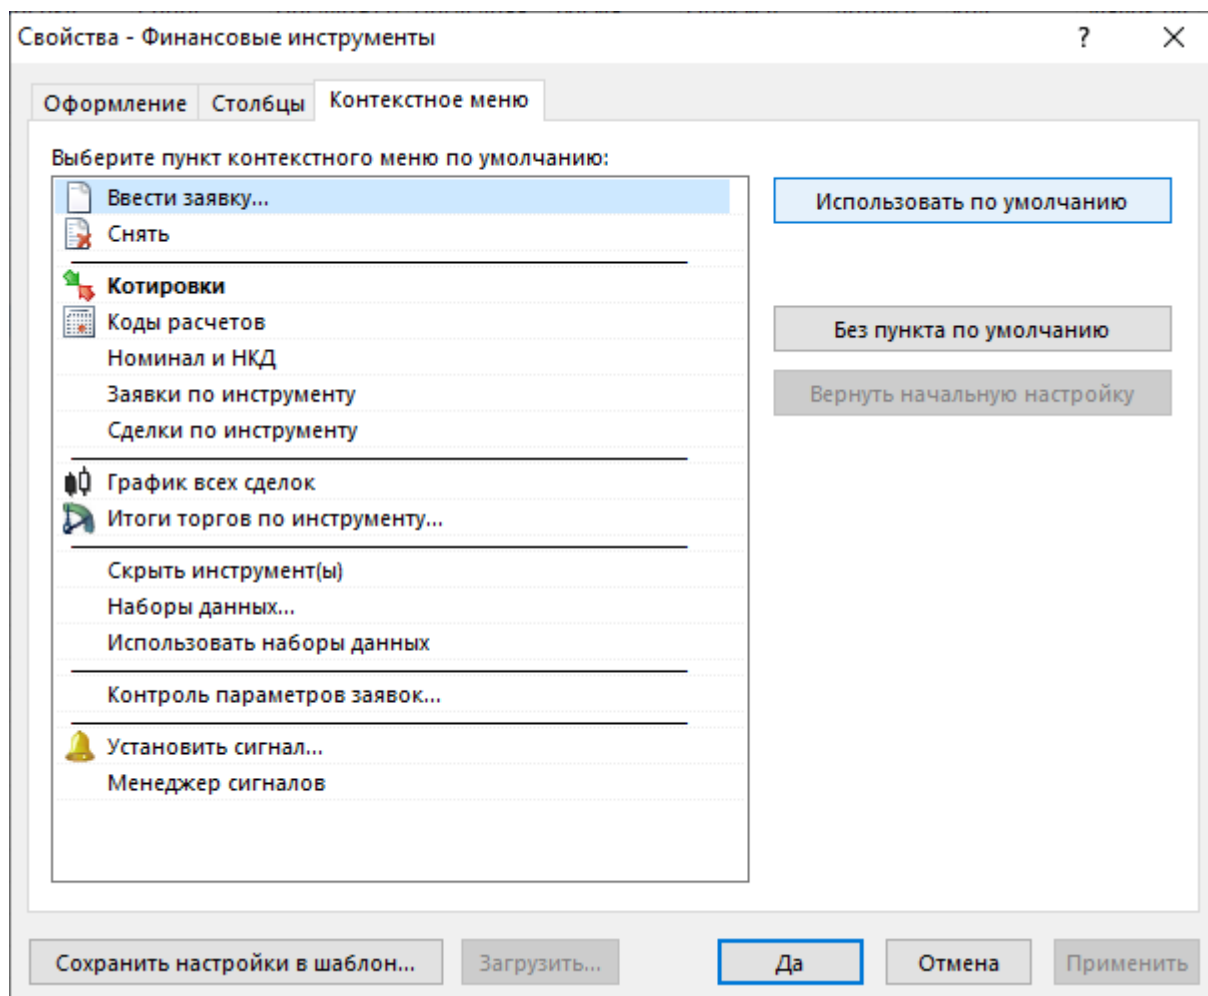 Свойства - Финансовые инструменты
?
Оформление Столбцы Контекстное меню
Выберите пункт контекстного меню по умолчанию:
Ввести заявку...
Использовать по умолчанию
Снять
Котировки
Коды расчетов
Без пункта по умолчанию
Номинал и НКД
Заявки по инструменту
Вернуть начальную настройку
Сделки по инструменту
График всех сделок
Итоги торгов по инструменту...
Скрыть инструмент(ы)
Наборы данных...
Использовать наборы данных
Контроль параметров заявок...
Установить сигнал...
Менеджер сигналов
Сохранить настройки в шаблон... Загрузить... Да Отмена Применить